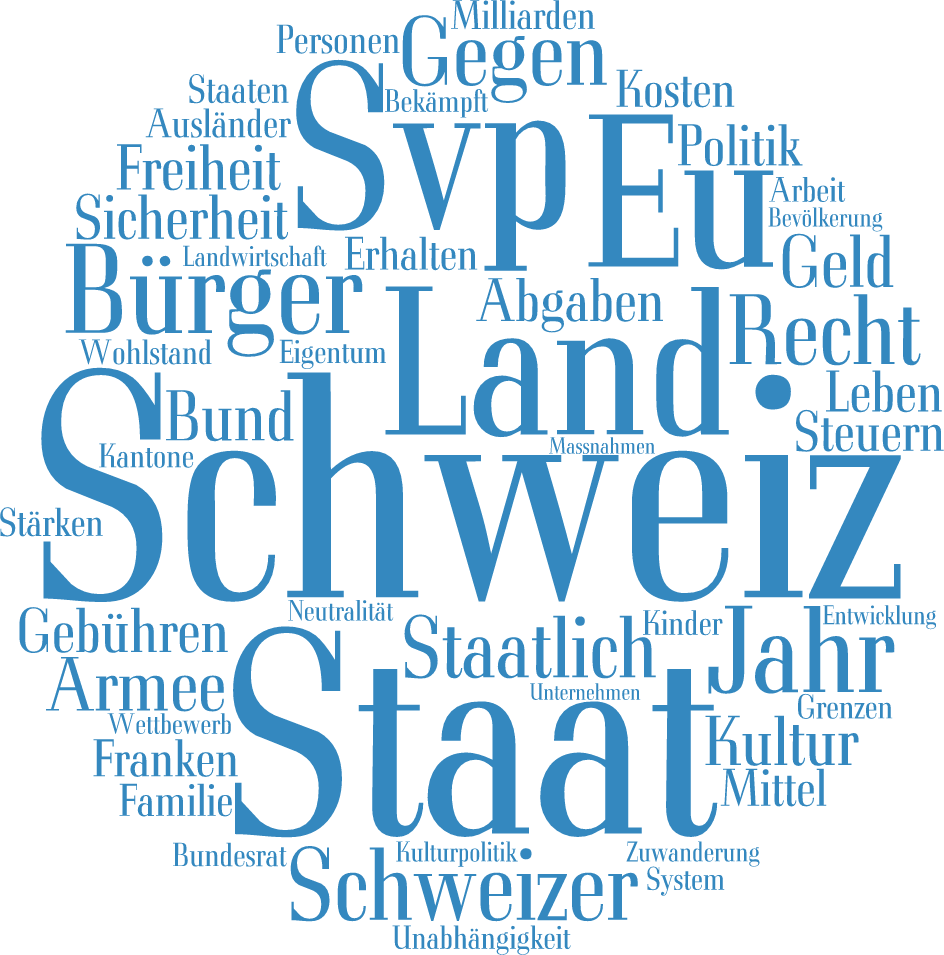 Milliarden
Personen
Gegen
Kosten
Staaten
Bekämpft
Svp
Eu
Ausländer
Politik
Freiheit
Arbeit
Sicherheit
Bevölkerung
Landwirtschaft
Erhalten
Geld
Bürger
Abgaben
Land
Recht
Wohlstand
Eigentum
Leben
Bund
Steuern
Kantone
Massnahmen
Schweiz
Stärken
Neutralität
Gebühren
Staatlich
Kinder
Jahr
Entwicklung
Armee
Unternehmen
Grenzen
Wettbewerb
Staat
Kultur
Franken
Mittel
Familie
Bundesrat
Kulturpolitik
Zuwanderung
Schweizer
System
Unabhängigkeit